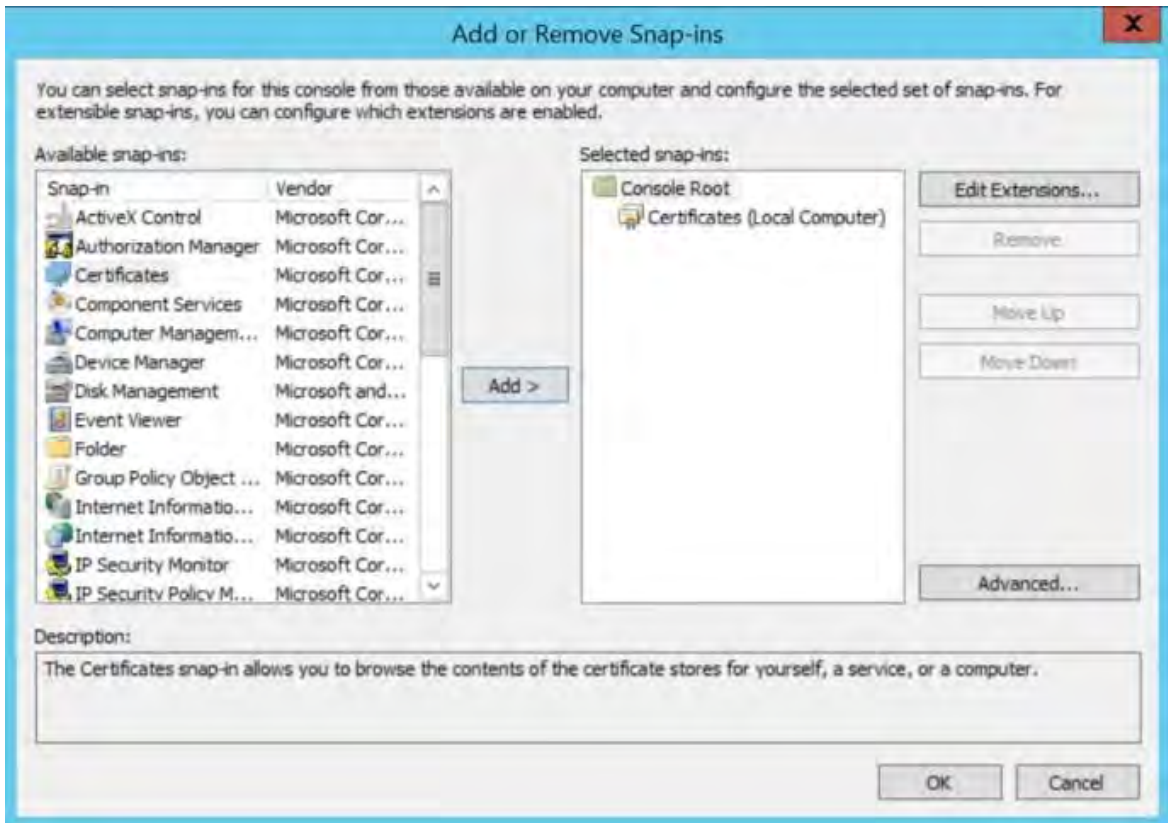 Add or Remove Snap-ins
X
You can select snap-ins for this console from those available on your computer and configure the selected set of snap-ins. For
extensible snap-ins, you can configure which extensions are enabled.
Available snap-ins:
Snap-in Vendor
ActiveX Control Microsoft Cor...
Authorization Manager Microsoft Cor...
Certificates Microsoft Cor...
Component Services Microsoft Cor...
Computer Managem... Microsoft Cor...
Device Manager Microsoft Cor...
Disk Management Microsoft and...
Event Viewer Microsoft Cor...
Folder Microsoft Cor...
Group Policy Object ... Microsoft Cor...
Internet Informatio... Microsoft Cor...
Internet Informatio... Microsoft Cor...
IP Security Monitor Microsoft Cor...
IP Security Policy M... Microsoft Cor...
Add >
Selected snap-ins:
Console Root
Certificates (Local Computer)
Edit Extensions...
Remove
Move Up
Move Down
Advanced...
Description:
The Certificates snap-in allows you to browse the contents of the certificate stores for yourself, a service, or a computer.
OK
Cancel